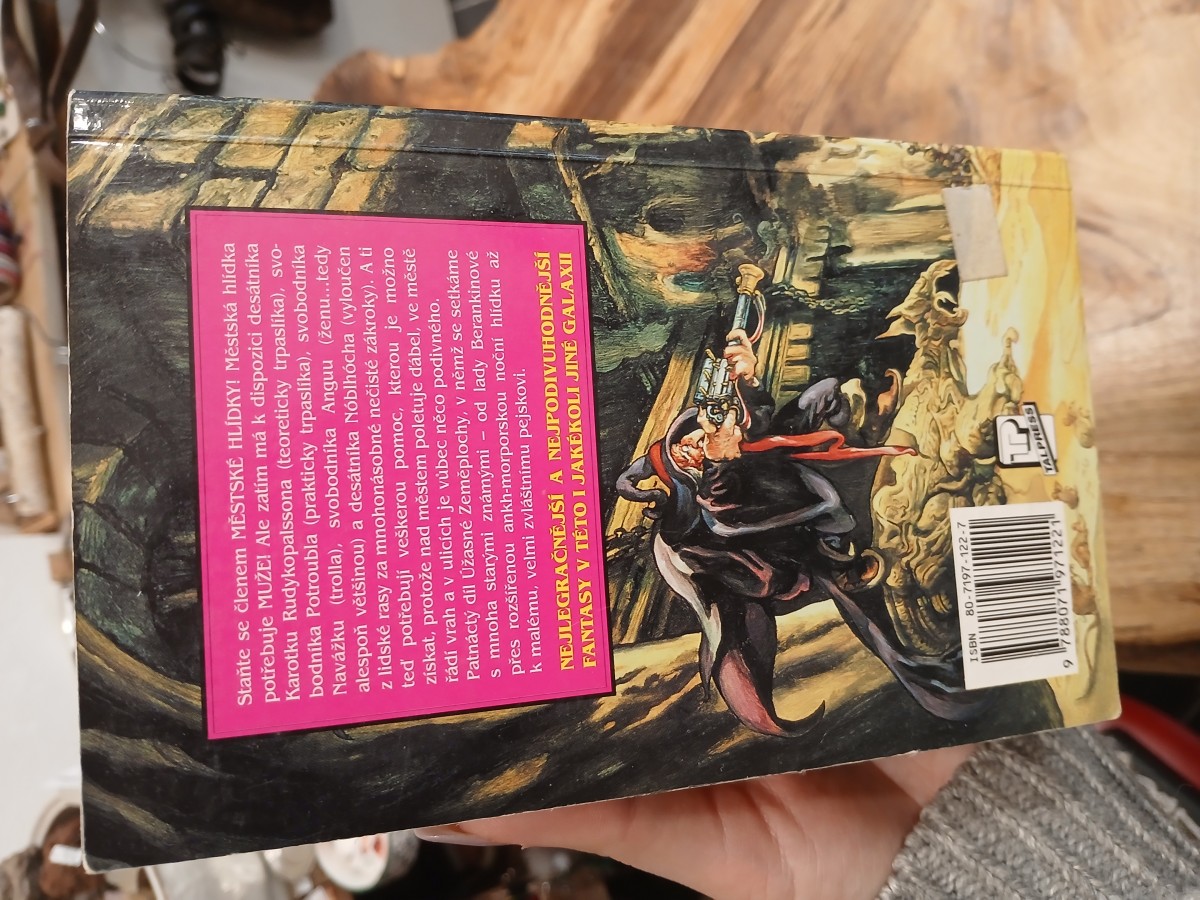 Staňte se členem MĚSTSKÉ HLÍDKY! Městská hlídka
potřebuje MUŽE! Ale zatím má k dispozici desátníka
Karotku Rudykopalssona (teoreticky trpaslíka), svo-
bodníka Potroubla (prakticky trpaslíka), svobodníka
Navážku (trolla), svobodníka Anguu (ženu...tedy
alespoň většinou) a desátníka Nóblhócha (vyloučen
z lidské rasy za mnohonásobné nečisté zákroky). A ti
teď potřebují veškerou pomoc, kterou je možno
získat, protože nad městem poletuje ďábel, ve městě
řádí vrah a v ulicích je vůbec něco podivného.
Patnáctý díl Úžasné Zeměplochy, v němž se setkáme
s mnoha starými známými – od lady Berankinové
přes rozšířenou ankh-morporskou noční hlídku až
k malému, velmi zvláštnímu pejskovi.
NEJLEGRAČNĚJŠÍ A NEJPODIVUHODNĚJŠÍ
FANTASY V TÉTO I JAKÉKOLI JINÉ GALAXII
ISBN 80-7197-122-7
9 788071 971221
TALPRESS